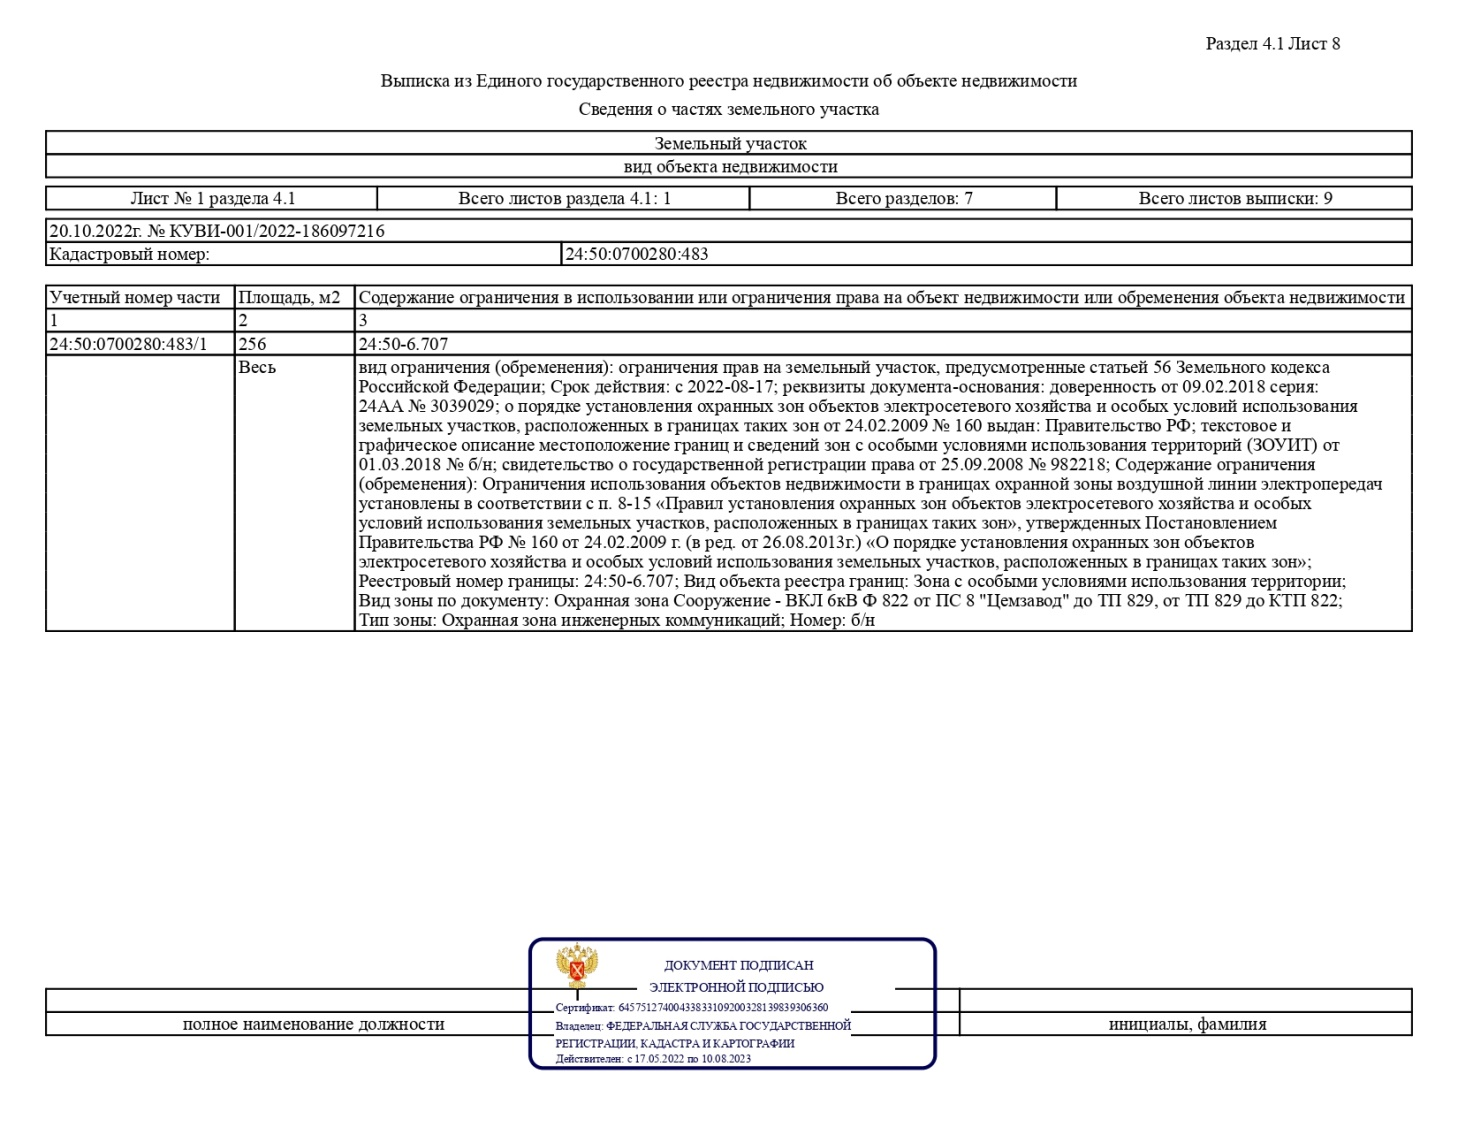 Раздел 4.1 Лист 8
Выписка из Единого государственного реестра недвижимости об объекте недвижимости
Сведения о частях земельного участка
Земельный участок
вид объекта недвижимости
Лист № 1 раздела 4.1 Всего листов раздела 4.1: 1 Всего разделов: 7 Всего листов выписки: 9
20.10.2022г. № КУВИ-001/2022-186097216
Кадастровый номер: 24:50:0700280:483
Учетный номер части Площадь, м2 Содержание ограничения в использовании или ограничения права на объект недвижимости или обременения объекта недвижимости
1 2 3
24:50:0700280:483/1 256 24:50-6.707
Весь вид ограничения (обременения): ограничения прав на земельный участок, предусмотренные статьей 56 Земельного кодекса
Российской Федерации; Срок действия: с 2022-08-17; реквизиты документа-основания: доверенность от 09.02.2018 серия:
24АА № 3039029; о порядке установления охранных зон объектов электросетевого хозяйства и особых условий использования
земельных участков, расположенных в границах таких зон от 24.02.2009 № 160 выдан: Правительство РФ; текстовое и
графическое описание местоположение границ и сведений зон с особыми условиями использования территорий (ЗОУИТ) от
01.03.2018 № б/н; свидетельство о государственной регистрации права от 25.09.2008 № 982218; Содержание ограничения
(обременения): Ограничения использования объектов недвижимости в границах охранной зоны воздушной линии электропередач
установлены в соответствии с п. 8-15 «Правил установления охранных зон объектов электросетевого хозяйства и особых
условий использования земельных участков, расположенных в границах таких зон», утвержденных Постановлением
Правительства РФ № 160 от 24.02.2009 г. (в ред. от 26.08.2013г.) «О порядке установления охранных зон объектов
электросетевого хозяйства и особых условий использования земельных участков, расположенных в границах таких зон»;
Реестровый номер границы: 24:50-6.707; Вид объекта реестра границ: Зона с особыми условиями использования территории;
Вид зоны по документу: Охранная зона Сооружение - ВКЛ 6кВ Ф 822 от ПС 8 "Цемзавод" до ТП 829, от ТП 829 до КТП 822;
Тип зоны: Охранная зона инженерных коммуникаций; Номер: б/н
ДОКУМЕНТ ПОДПИСАН
ЭЛЕКТРОННОЙ ПОДПИСЬЮ
Сертификат: 64575127400433833109200328139839306360
Владелец: ФЕДЕРАЛЬНАЯ СЛУЖБА ГОСУДАРСТВЕННОЙ
РЕГИСТРАЦИИ, КАДАСТРА И КАРТОГРАФИИ
Действителен: с 17.05.2022 по 10.08.2023
полное наименование должности инициалы, фамилия